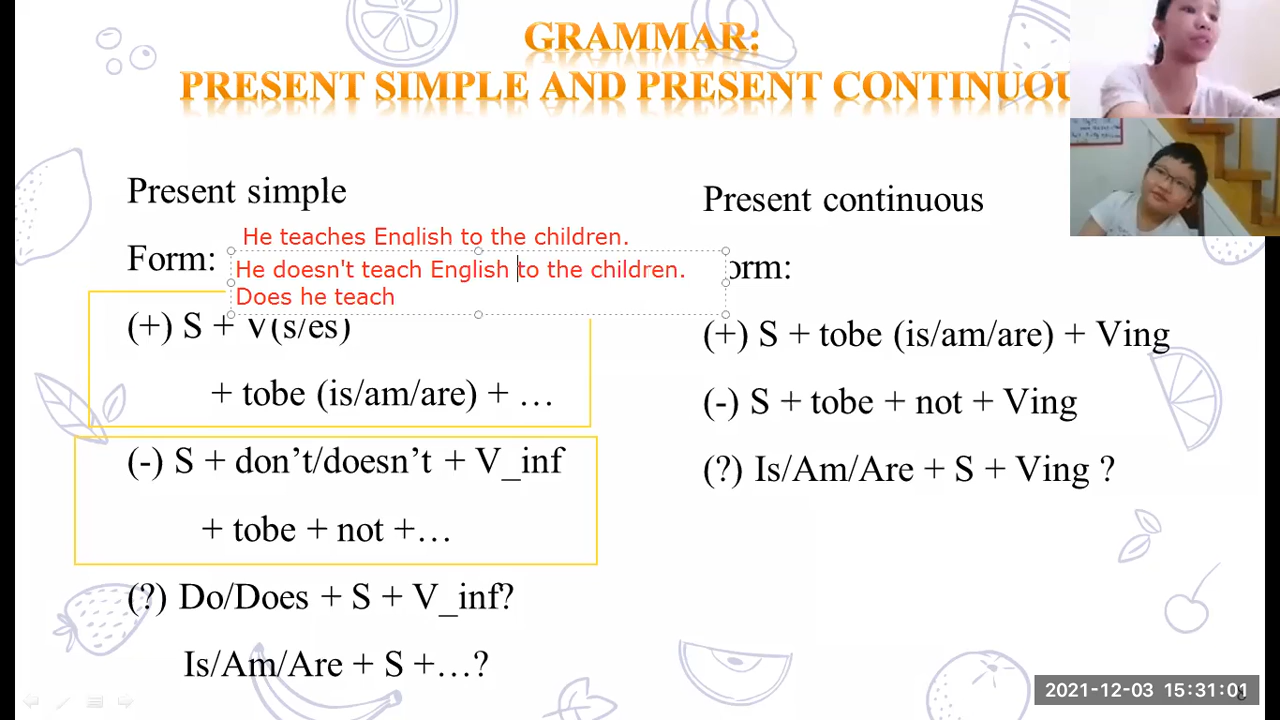 GRAMMAR:
PRESENT SIMPLE AND PRESENT CONTINUOU
Present simple
He teaches English to the children.
Form:
He doesn't teach English to the children.
Does he teach
(+) S + V(s/es)
+ tobe (is/am/are) + …
(-) S + don’t/doesn’t + V_inf
+ tobe + not +…
(?) Do/Does + S + V_inf?
Is/Am/Are + S +…?
Present continuous
orm:
(+) S + tobe (is/am/are) + Ving
(-) S + tobe + not + Ving
(?) Is/Am/Are + S + Ving ?
2021-12-03 15:31:01